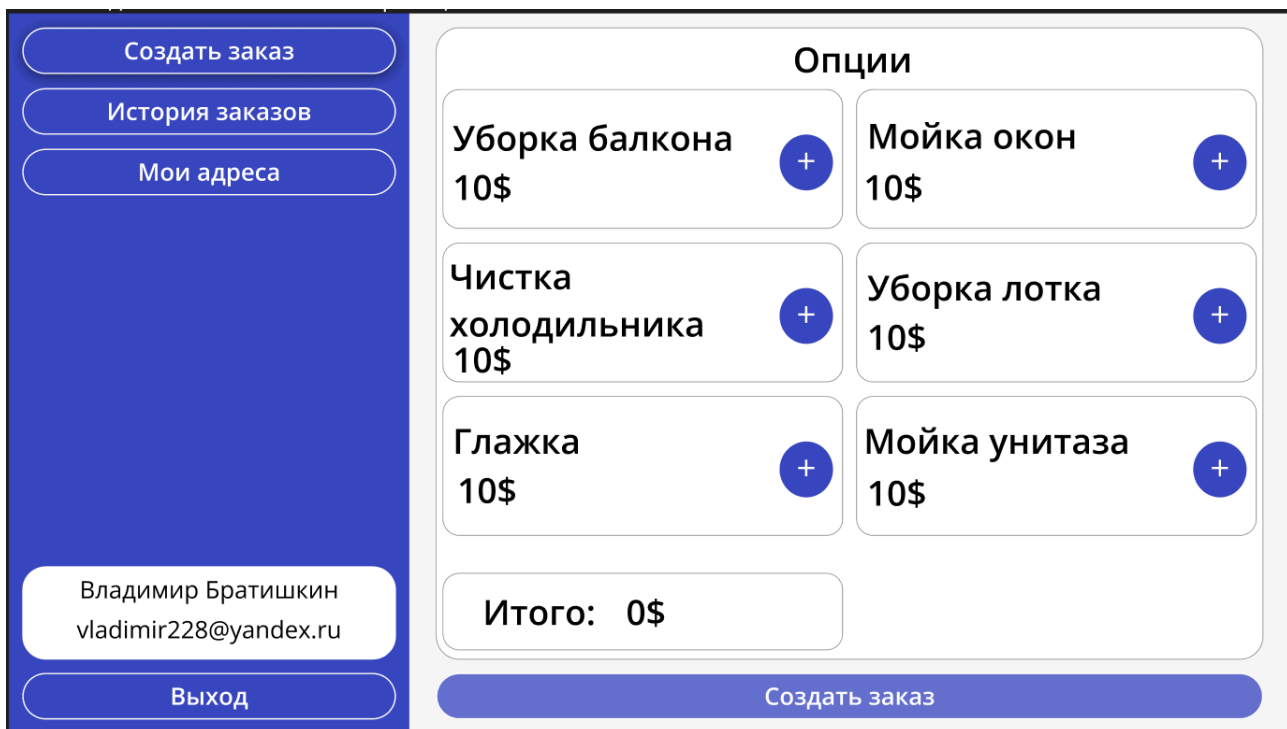 Создать заказ
История заказов
Мои адреса
Владимир Братишкин
vladimir228@yandex.ru
Выход
Опции
Уборка балкона
10$
+
Мойка окон
10$
+
Чистка
холодильника
10$
+
Уборка лотка
10$
+
Глажка
10$
+
Мойка унитаза
10$
+
Итого: 0$
Создать заказ